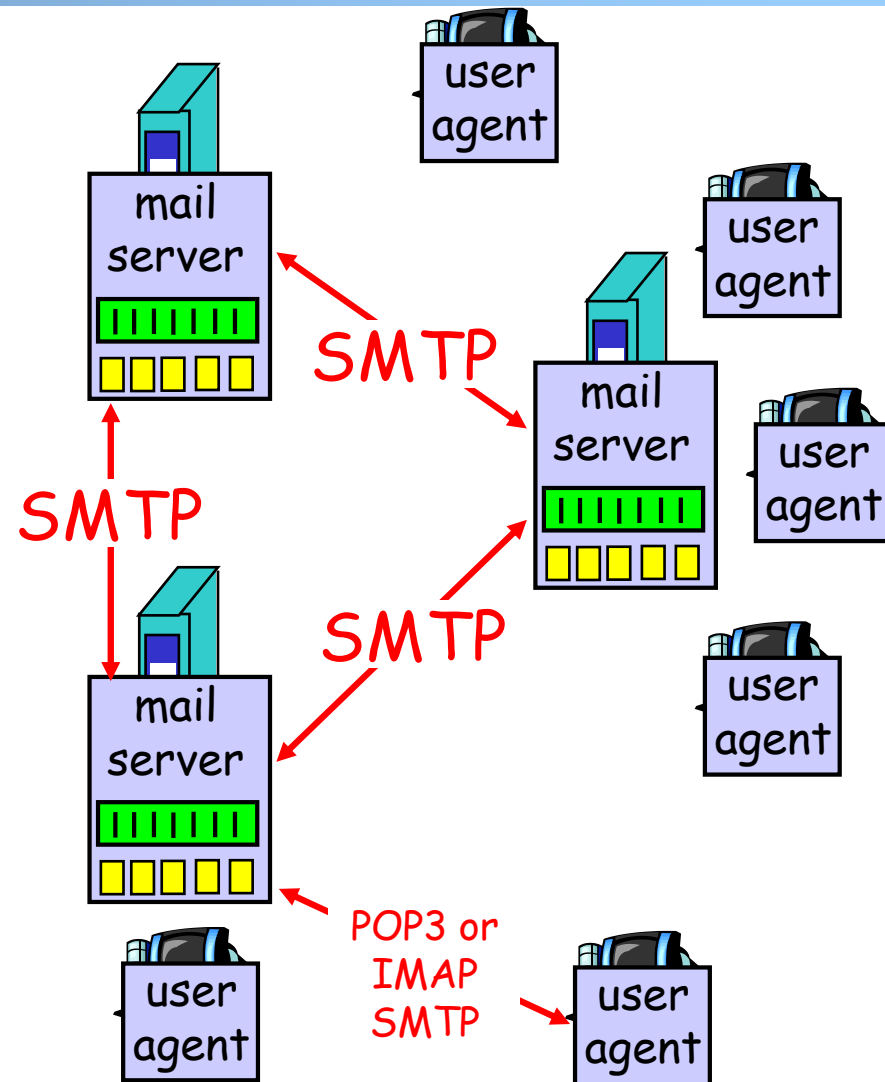 user
agent
mail
server
user
agent
SMTP
mail
server
user
agent
SMTP
SMTP
user
agent
mail
server
POP3 or
IMAP
SMTP
user
agent
user
agent